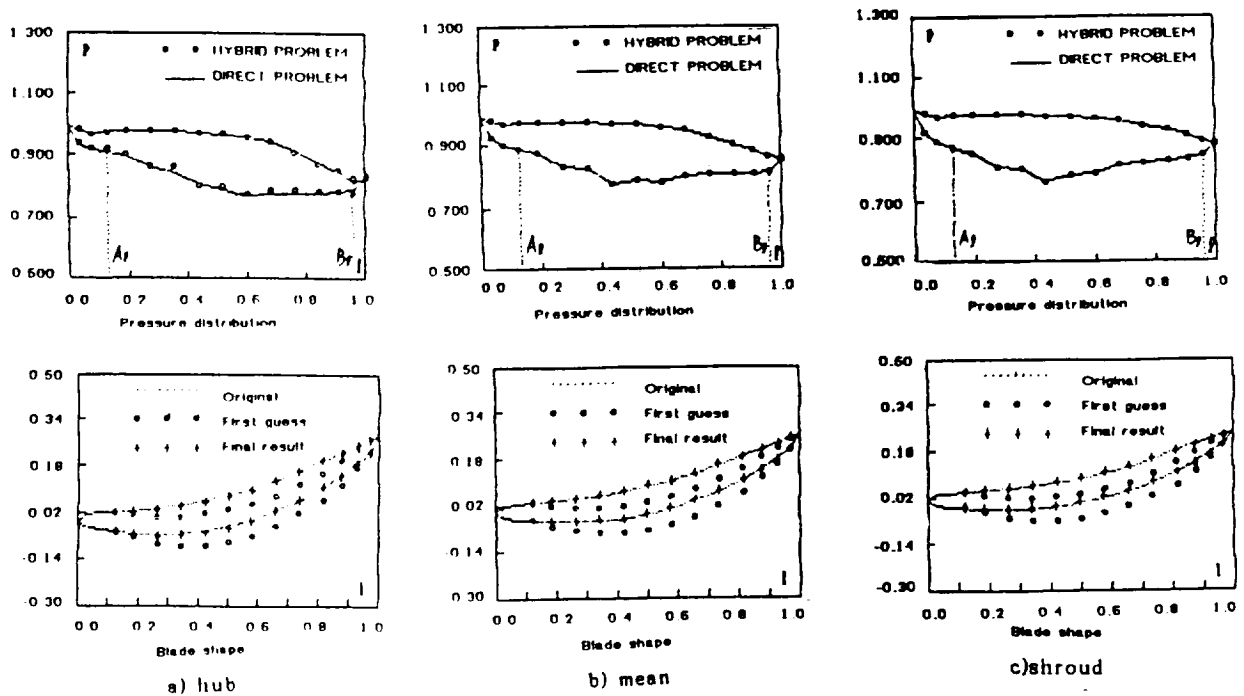 1 300
P
HYBRID PROBLEM
DIRECT PROBLEM
1.100
0.900
0.700
0 500
0.0 0.2 0.4 0.6 0.8 1.0
Pressure distribution
1.300
P
HYBRID PROBLEM
DIRECT PROBLEM
1.100
0.900
0.700
0.500
0.0 0.2 0.4 0.6 0.8 1.0
Pressure distribution
1.300
P
HYBRID PROBLEM
DIRECT PROBLEM
1.100
0.900
0.700
0.500
0.0 0.2 0.4 0.6 0.8 1.0
Pressure distribution
0 50
Original
0 34
First guess
Final result
0 18
0 02
-0 14
-0 30
0.0 0.2 0.4 0.6 0.8 1.0
Blade shape
a) hub
0 50
Original
0 34
First guess
Final result
0.18
0 02
-0 14
0 30
0.0 0.2 0.4 0.6 0.8 1.0
Blade shape
b) mean
0.60
Original
0.34
First guess
Final result
0.18
0.02
-0.14
-0.30
0.0 0.2 0.4 0.6 0.8 1.0
Blade shape
c)shroud